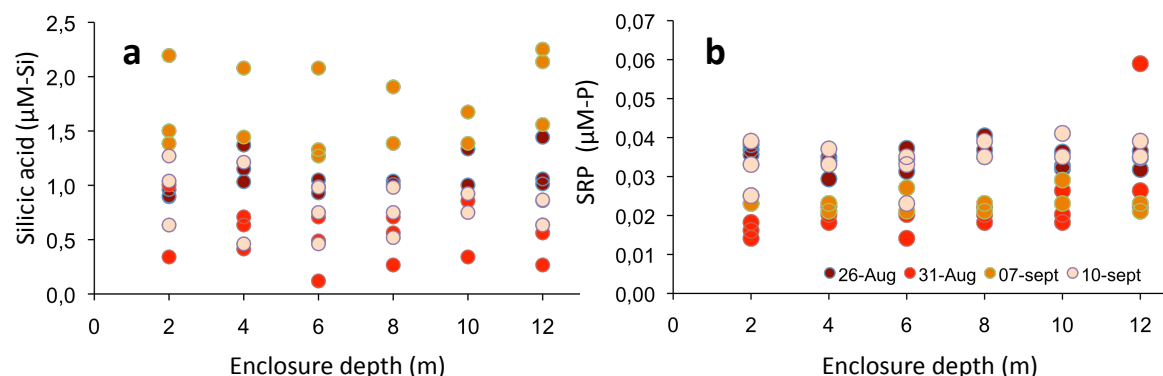 a
Silicic acid (µM-Si)
2,5
2,0
1,5
1,0
0,5
0,0
0 2 4 6 8 10 12
Enclosure depth (m)
b
SRP (µM-P)
0,07
0,06
0,05
0,04
0,03
0,02
0,01
0,00
26-Aug 31-Aug 07-sept 10-sept
0 2 4 6 8 10 12
Enclosure depth (m)